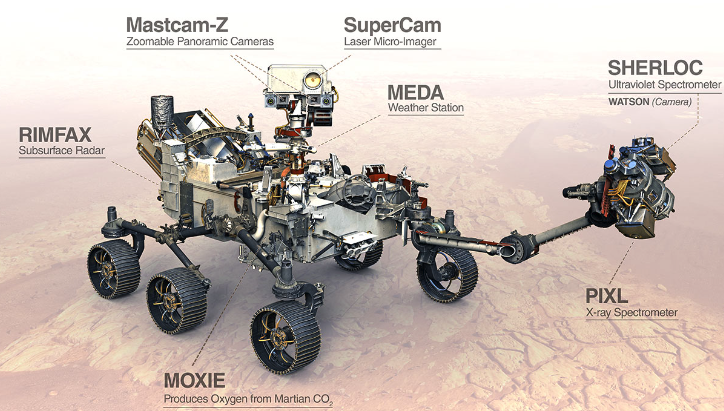 Mastcam-Z
Zoomable Panoramic Cameras
SuperCam
Laser Micro-Imager
MEDA
Weather Station
SHERLOC
Ultraviolet Spectrometer
WATSON (Camera)
RIMFAX
Subsurface Radar
PIXL
X-ray Spectrometer
MOXIE
Produces Oxygen from Martian CO₂